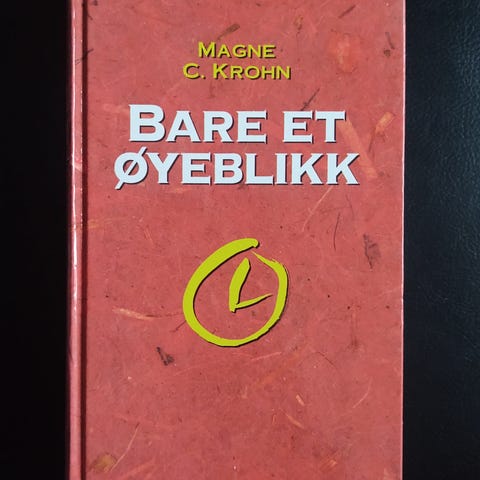 MAGNE
C. KROHN
BARE ET
ØYEBLIKK